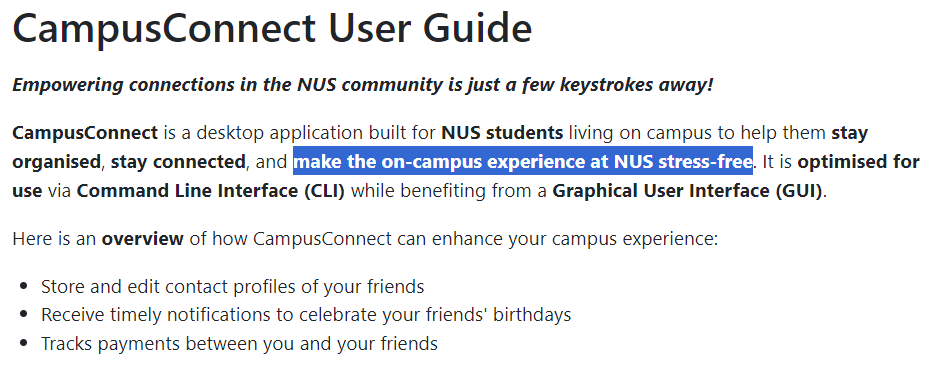 CampusConnect User Guide
Empowering connections in the NUS community is just a few keystrokes away!
CampusConnect is a desktop application built for NUS students living on campus to help them stay
organised, stay connected, and make the on-campus experience at NUS stress-free. It is optimised for
use via Command Line Interface (CLI) while benefiting from a Graphical User Interface (GUI).
Here is an overview of how CampusConnect can enhance your campus experience:
• Store and edit contact profiles of your friends
• Receive timely notifications to celebrate your friends' birthdays
• Tracks payments between you and your friends